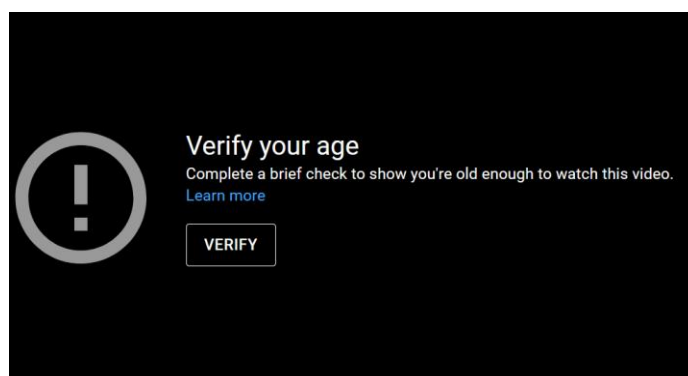 Verify your age
Complete a brief check to show you're old enough to watch this video.
Learn more
VERIFY